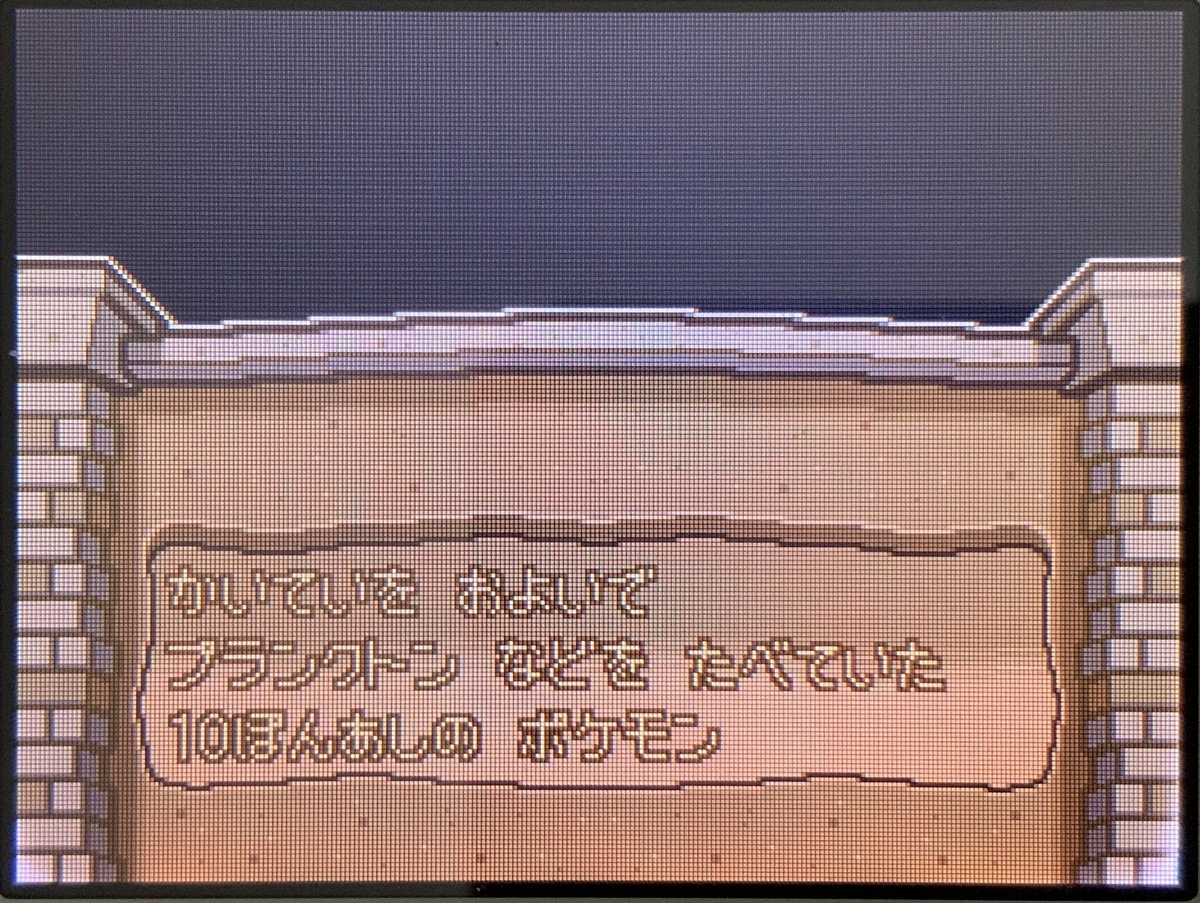 かいていを およいで
プランクトン などを たべていた
10ぽんあしの ポケモン